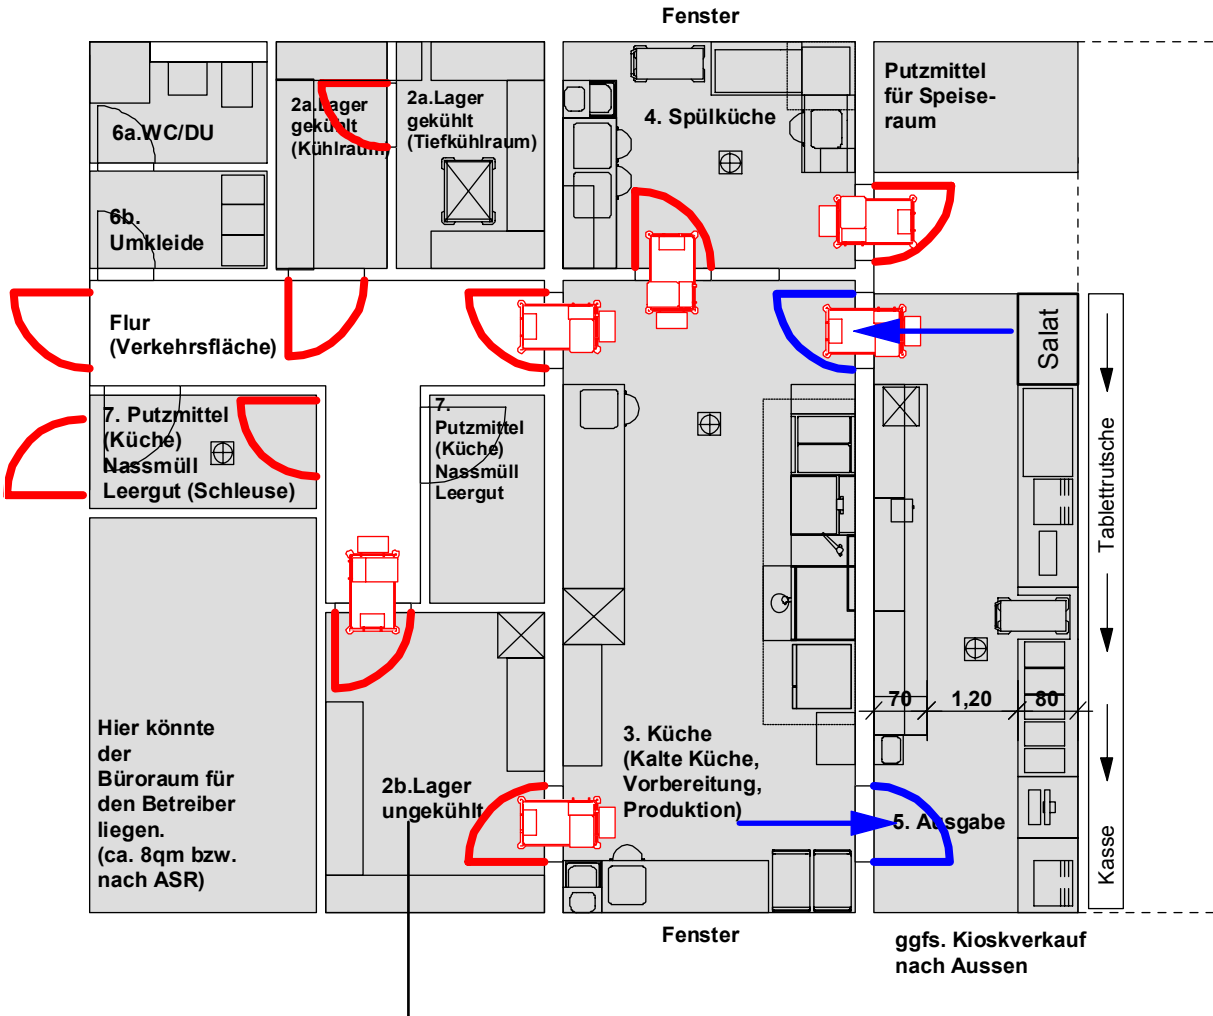 Fenster
6a.WC/DU
2a.Lager
gekühlt
(Kühlraum)
2a.Lager
gekühlt
(Tiefkühlraum)
4. Spülküche
Putzmittel
für Speise-
raum
6b.
Umkleide
Flur
(Verkehrsfläche)
Salat
7. Putzmittel
(Küche)
Nassmüll
Leergut (Schleuse)
7.
Putzmittel
(Küche)
Nassmüll
Leergut
Tablettrutsche
70
1,20
80
Hier könnte
der
Büroraum für
den Betreiber
liegen.
(ca. 8qm bzw.
nach ASR)
2b.Lager
ungekühlt
3. Küche
(Kalte Küche,
Vorbereitung,
Produktion)
5. Ausgabe
Kasse
Fenster
ggfs. Kioskverkauf
nach Aussen